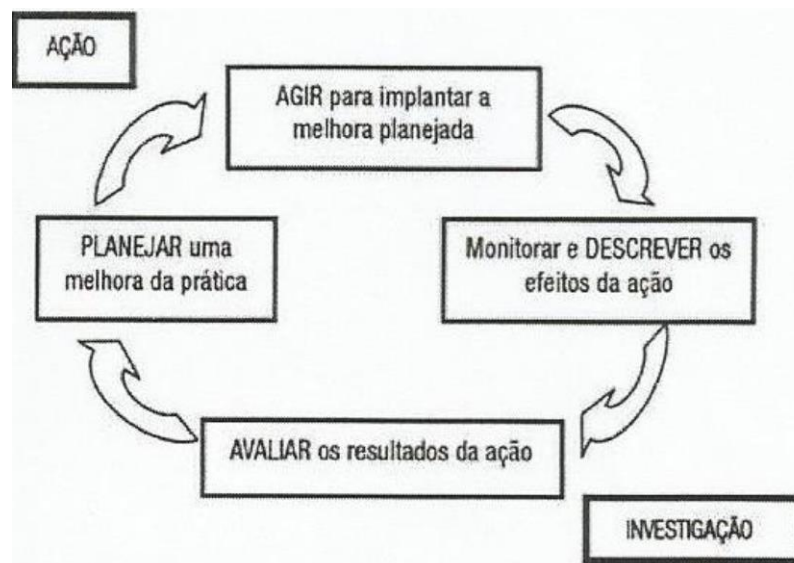 AÇÃO
AGIR para implantar a
melhora planejada
PLANEJAR uma
melhora da prática
Monitorar e DESCREVER os
efeitos da ação
AVALIAR os resultados da ação
INVESTIGAÇÃO